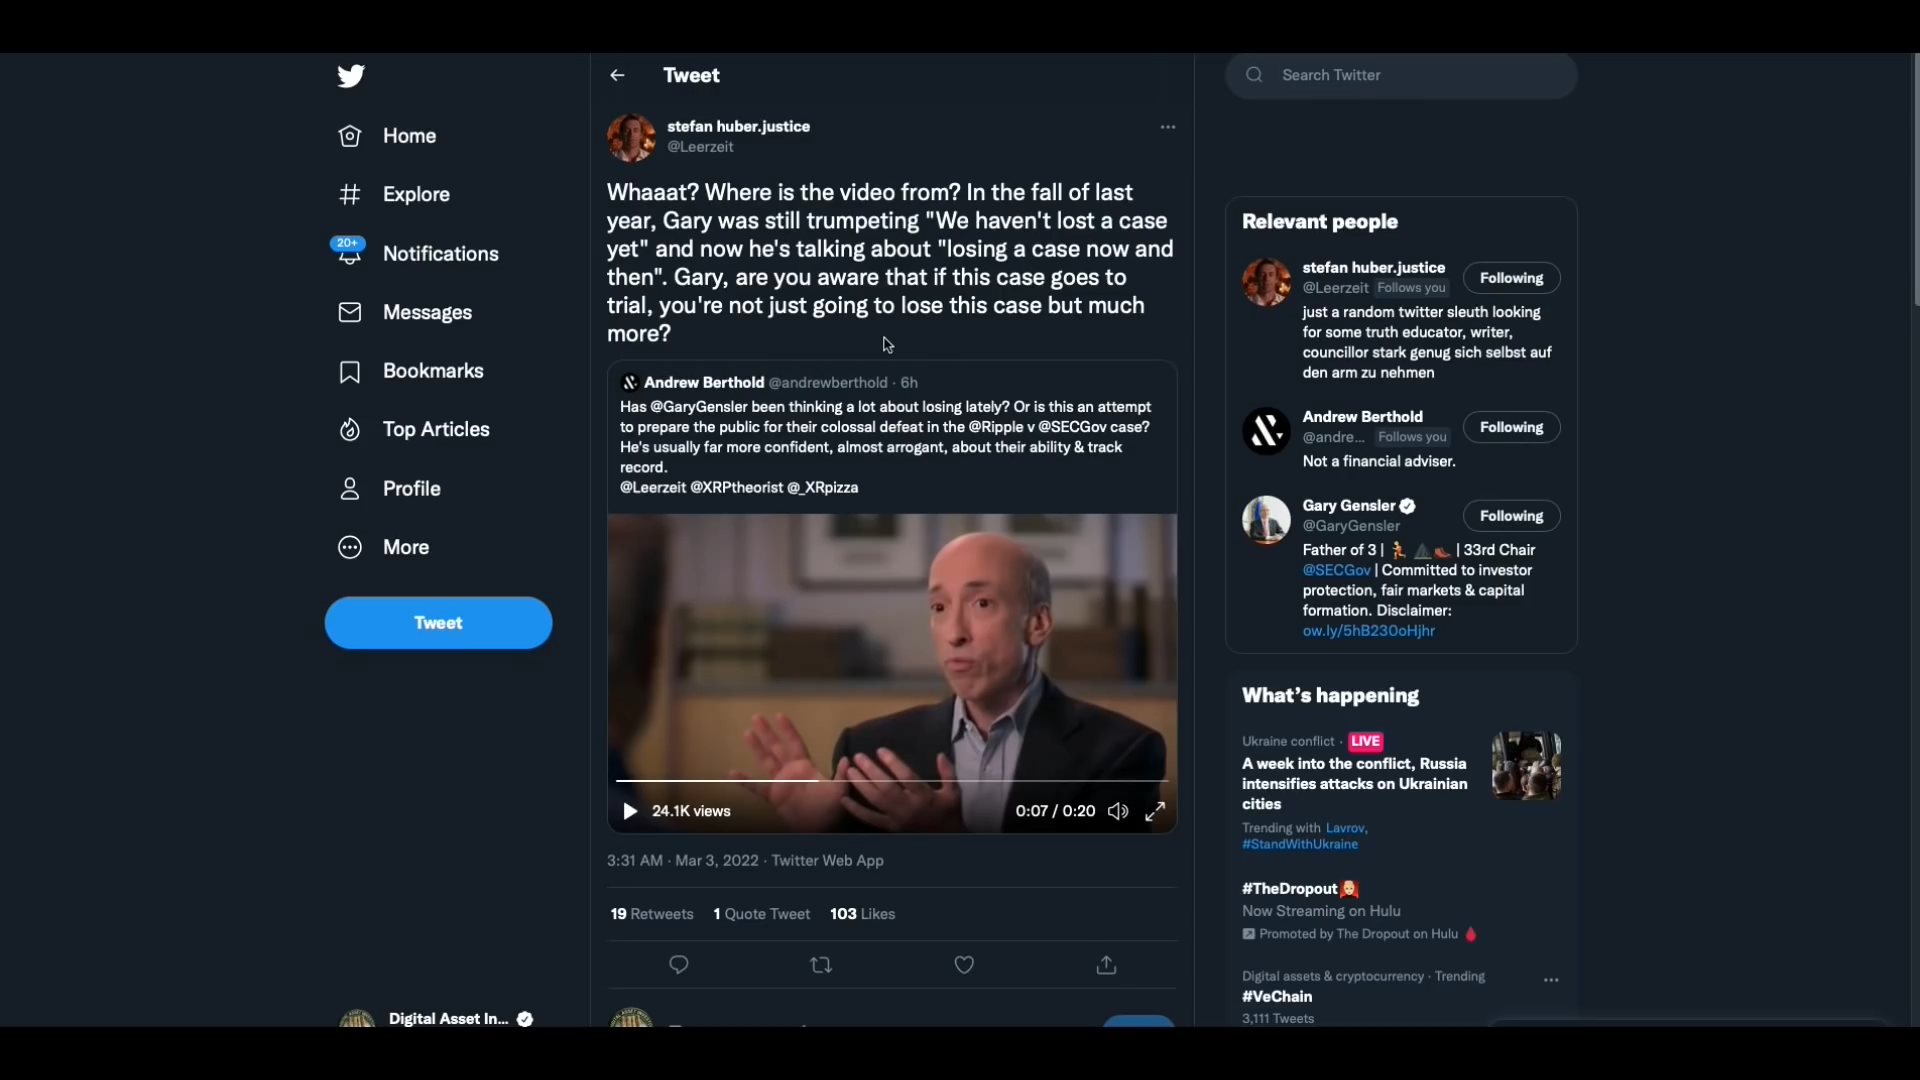 Home
Explore
20+
Notifications
Messages
Bookmarks
Top Articles
Profile
More
Tweet
Digital Asset In...
Tweet
stefan huber.justice
@Leerzeit
Whaaat? Where is the video from? In the fall of last
year, Gary was still trumpeting "We haven't lost a case
yet" and now he's talking about "losing a case now and
then". Gary, are you aware that if this case goes to
trial, you're not just going to lose this case but much
more?
Andrew Berthold @andrewberthold · 6h
Has @GaryGensler been thinking a lot about losing lately? Or is this an attempt
to prepare the public for their colossal defeat in the @Ripple v @SECGov case?
He's usually far more confident, almost arrogant, about their ability & track
record.
@Leerzeit @XRPtheorist @_XRpizza
24.1K views
0:07 / 0:20
3:31 AM · Mar 3, 2022 · Twitter Web App
19 Retweets 1 Quote Tweet 103 Likes
Search Twitter
Relevant people
stefan huber.justice
@Leerzeit Follows you
Following
just a random twitter sleuth looking
for some truth educator, writer,
councillor stark genug sich selbst auf
den arm zu nehmen
Andrew Berthold
@andre... Follows you
Following
Not a financial adviser.
Gary Gensler
@GaryGensler
Following
Father of 3 | 🏃 ⛰️🥾 | 33rd Chair
@SECGov | Committed to investor
protection, fair markets & capital
formation. Disclaimer:
ow.ly/5hB230oHjhr
What's happening
Ukraine conflict · LIVE
A week into the conflict, Russia
intensifies attacks on Ukrainian
cities
Trending with Lavrov,
#StandWithUkraine
#TheDropout
Now Streaming on Hulu
Promoted by The Dropout on Hulu 🩸
Digital assets & cryptocurrency · Trending
#VeChain
3,111 Tweets